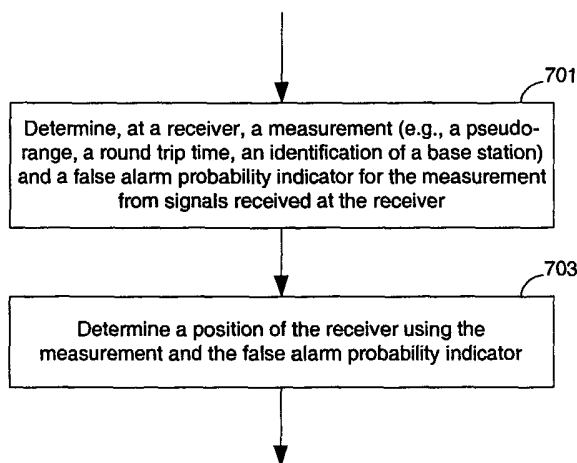 701
Determine, at a receiver, a measurement (e.g., a pseudo-
range, a round trip time, an identification of a base station)
and a false alarm probability indicator for the measurement
from signals received at the receiver
703
Determine a position of the receiver using the
measurement and the false alarm probability indicator